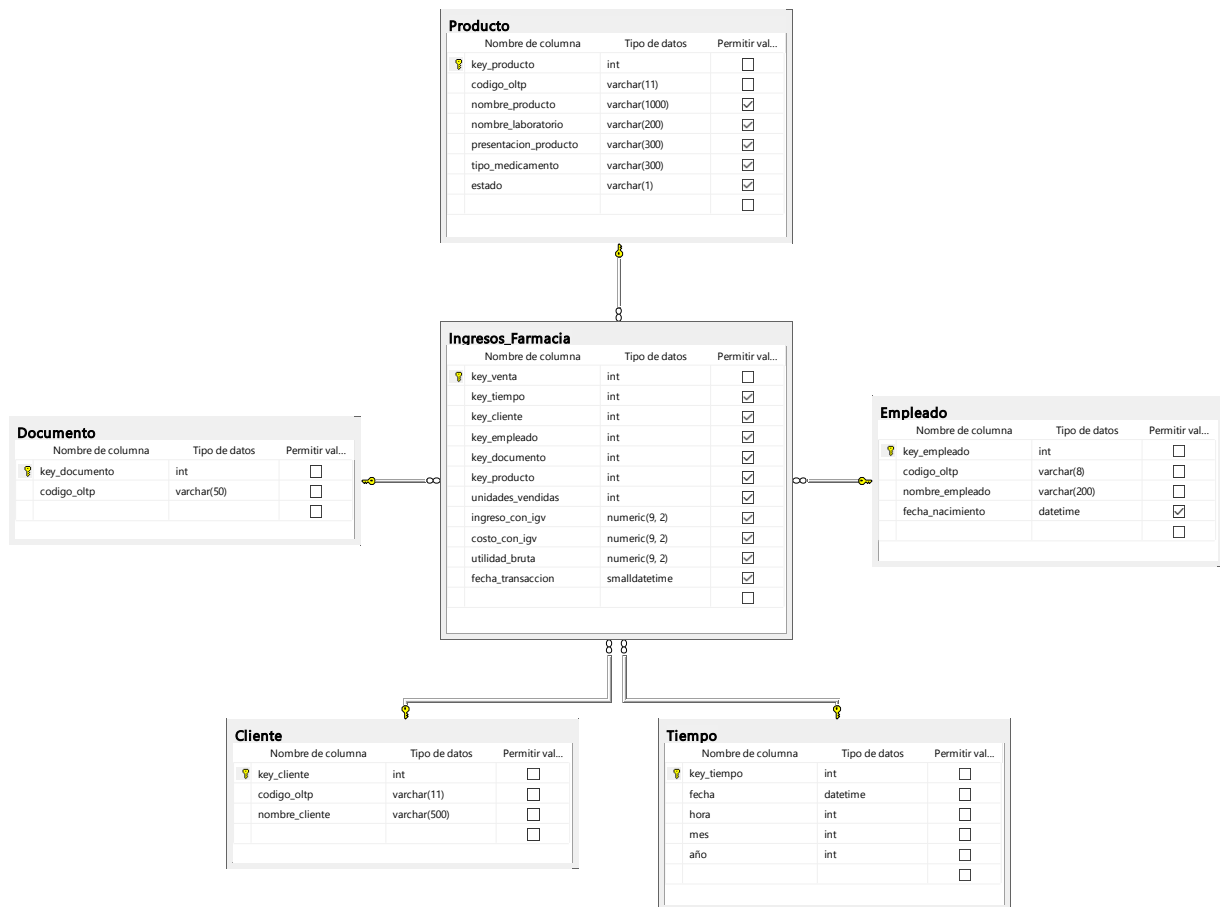 Producto
Nombre de columna Tipo de datos Permitir val...
key_producto int
codigo_oltp varchar(11)
nombre_producto varchar(1000)
nombre_laboratorio varchar(200)
presentacion_producto varchar(300)
tipo_medicamento varchar(300)
estado varchar(1)
Ingresos_Farmacia
Nombre de columna Tipo de datos Permitir val...
key_venta int
key_tiempo int
key_cliente int
key_empleado int
key_documento int
key_producto int
unidades_vendidas int
ingreso_con_igv numeric(9, 2)
costo_con_igv numeric(9, 2)
utilidad_bruta numeric(9, 2)
fecha_transaccion smalldatetime
Documento
Nombre de columna Tipo de datos Permitir val...
key_documento int
codigo_oltp varchar(50)
Empleado
Nombre de columna Tipo de datos Permitir val...
key_empleado int
codigo_oltp varchar(8)
nombre_empleado varchar(200)
fecha_nacimiento datetime
Cliente
Nombre de columna Tipo de datos Permitir val...
key_cliente int
codigo_oltp varchar(11)
nombre_cliente varchar(500)
Tiempo
Nombre de columna Tipo de datos Permitir val...
key_tiempo int
fecha datetime
hora int
mes int
año int